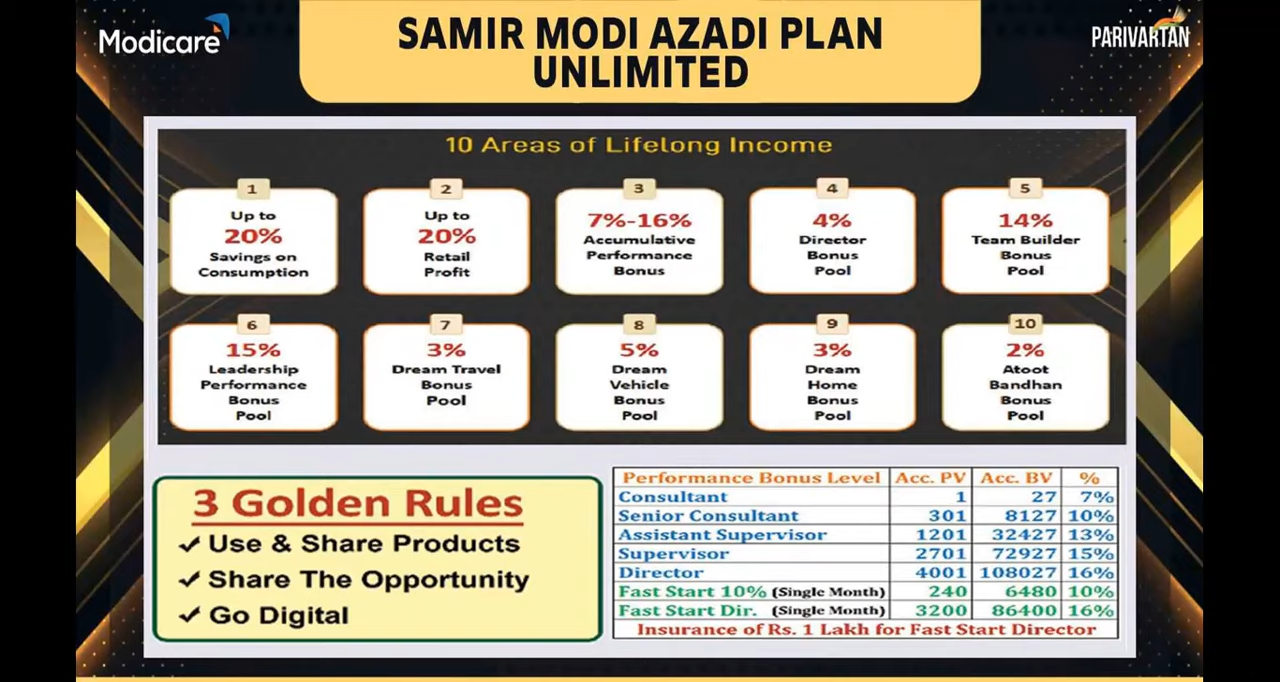 Modicare
SAMIR MODI AZADI PLAN
UNLIMITED
PARIVARTAN
10 Areas of Lifelong Income
1
Up to
20%
Savings on
Consumption
2
Up to
20%
Retail
Profit
3
7%-16%
Accumulative
Performance
Bonus
4
4%
Director
Bonus
Pool
5
14%
Team Builder
Bonus
Pool
6
15%
Leadership
Performance
Bonus
Pool
7
3%
Dream Travel
Bonus
Pool
8
5%
Dream
Vehicle
Bonus
Pool
9
3%
Dream
Home
Bonus
Pool
10
2%
Atoot
Bandhan
Bonus
Pool
3 Golden Rules
✓ Use & Share Products
✓ Share The Opportunity
✓ Go Digital
Performance Bonus Level Acc. PV Acc. BV %
Consultant 1 27 7%
Senior Consultant 301 8127 10%
Assistant Supervisor 1201 32427 13%
Supervisor 2701 72927 15%
Director 4001 108027 16%
Fast Start 10% (Single Month) 240 6480 10%
Fast Start Dir. (Single Month) 3200 86400 16%
Insurance of Rs. 1 Lakh for Fast Start Director